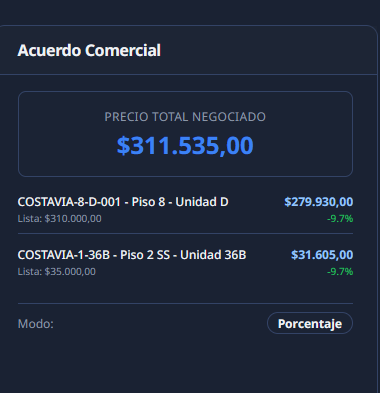 Acuerdo Comercial
PRECIO TOTAL NEGOCIADO
$311.535,00
COSTAVIA-8-D-001 - Piso 8 - Unidad D $279.930,00
Lista: $310.000,00 -9.7%
COSTAVIA-1-36B - Piso 2 SS - Unidad 36B $31.605,00
Lista: $35.000,00 -9.7%
Modo: Porcentaje